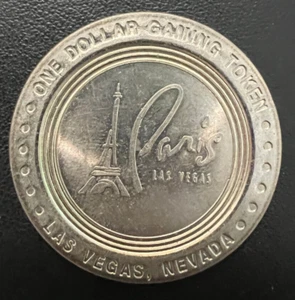 ONE DOLLAR GAMING TOKEN
Paris
LAS VEGAS
LAS VEGAS, NEVADA